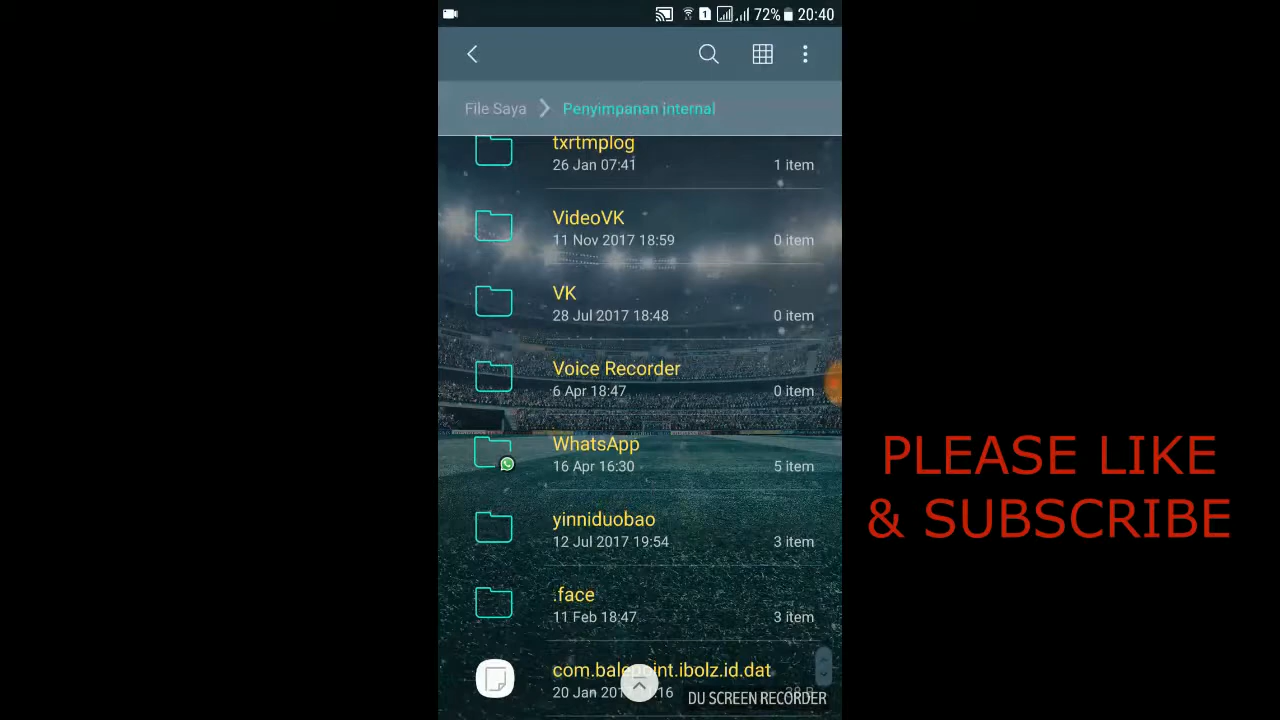 72% 20:40
File Saya Penyimpanan internal
txrtmplog
26 Jan 07:41 1 item
VideoVK
11 Nov 2017 18:59 0 item
VK
28 Jul 2017 18:48 0 item
Voice Recorder
6 Apr 18:47 0 item
WhatsApp
16 Apr 16:30 5 item
yinniduobao
12 Jul 2017 19:54 3 item
.face
11 Feb 18:47 3 item
20 Jan
DU SCREEN RECORDER
PLEASE LIKE
& SUBSCRIBE